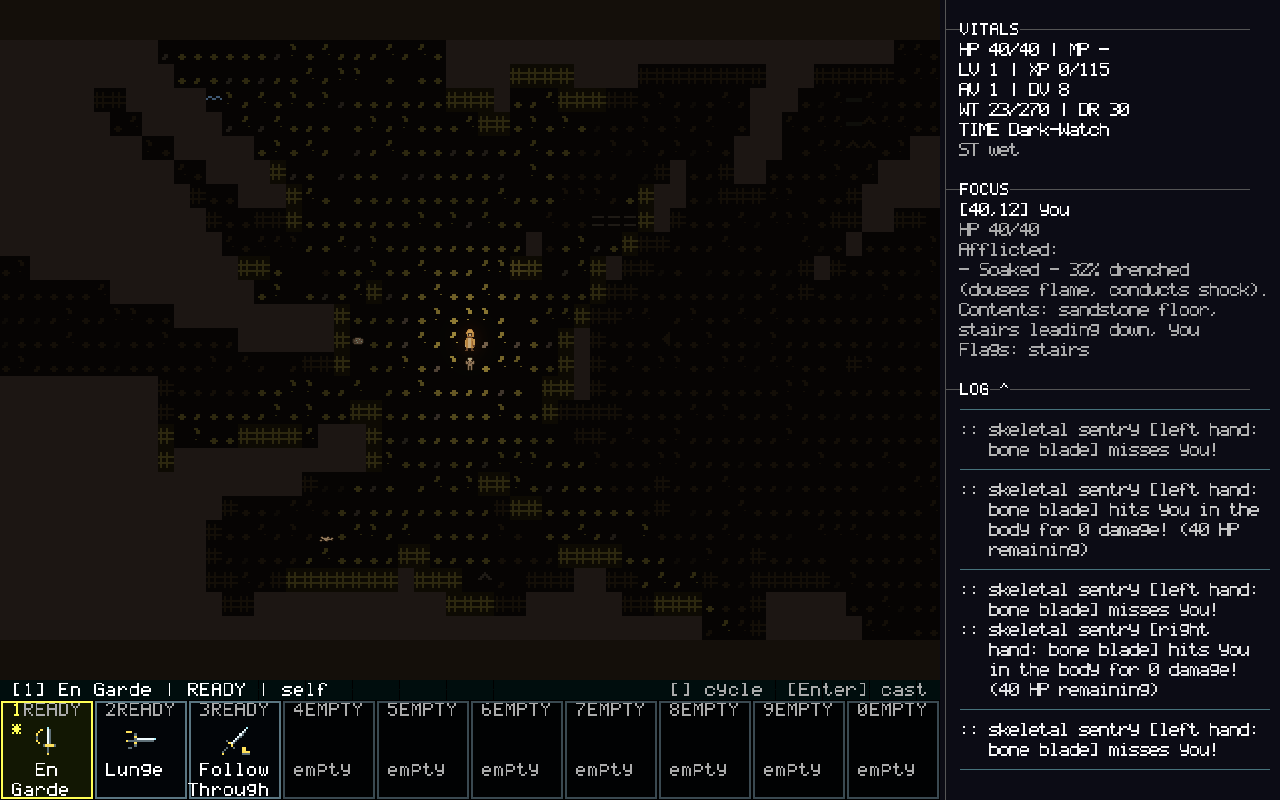 VITALS
HP 40/40 | MP -
LV 1 | XP 0/115
AV 1 | DV 8
WT 23/270 | DR 30
TIME Dark-Watch
ST wet
FOCUS
[40,12] You
HP 40/40
Afflicted:
- Soaked - 32% drenched
(douses flame, conducts shock).
Contents: sandstone floor,
stairs leading down, You
Flags: stairs
LOG ^
:: skeletal sentry [left hand:
bone blade] misses you!
:: skeletal sentry [left hand:
bone blade] hits you in the
body for 0 damage! (40 HP
remaining)
:: skeletal sentry [left hand:
bone blade] misses you!
:: skeletal sentry [right
hand: bone blade] hits you
in the body for 0 damage!
(40 HP remaining)
:: skeletal sentry [left hand:
bone blade] misses you!
[1] En Garde | READY | self
[] cycle [Enter] cast
1READY 2READY 3READY 4EMPTY 5EMPTY 6EMPTY 7EMPTY 8EMPTY 9EMPTY 0EMPTY
*
En Lunge Follow empty empty empty empty empty empty empty
Garde Through